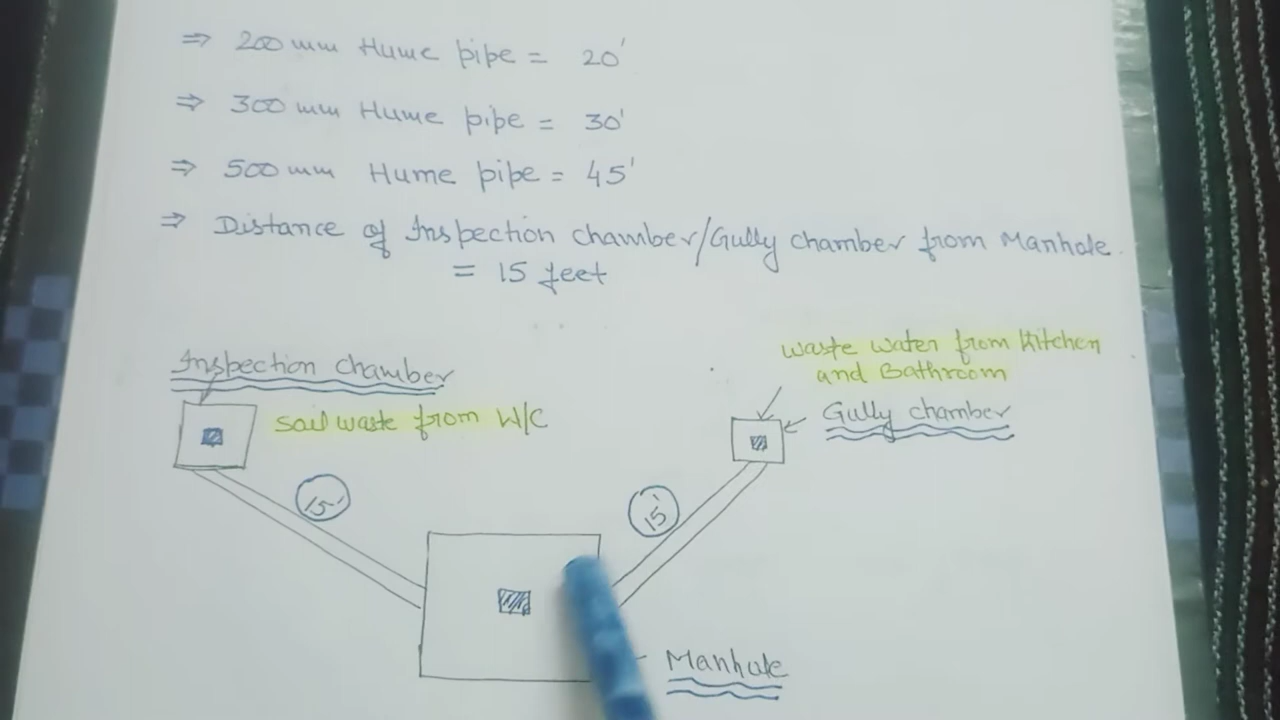 ⇒ 200 mm Hume pipe = 20'
⇒ 300 mm Hume pipe = 30'
⇒ 500 mm Hume pipe = 45'
⇒ Distance of Inspection chamber/Gully chamber from Manhole.
= 15 feet
Inspection chamber
soil waste from W/C
waste water from Kitchen
and Bathroom
Gully chamber
15'
15'
Manhole